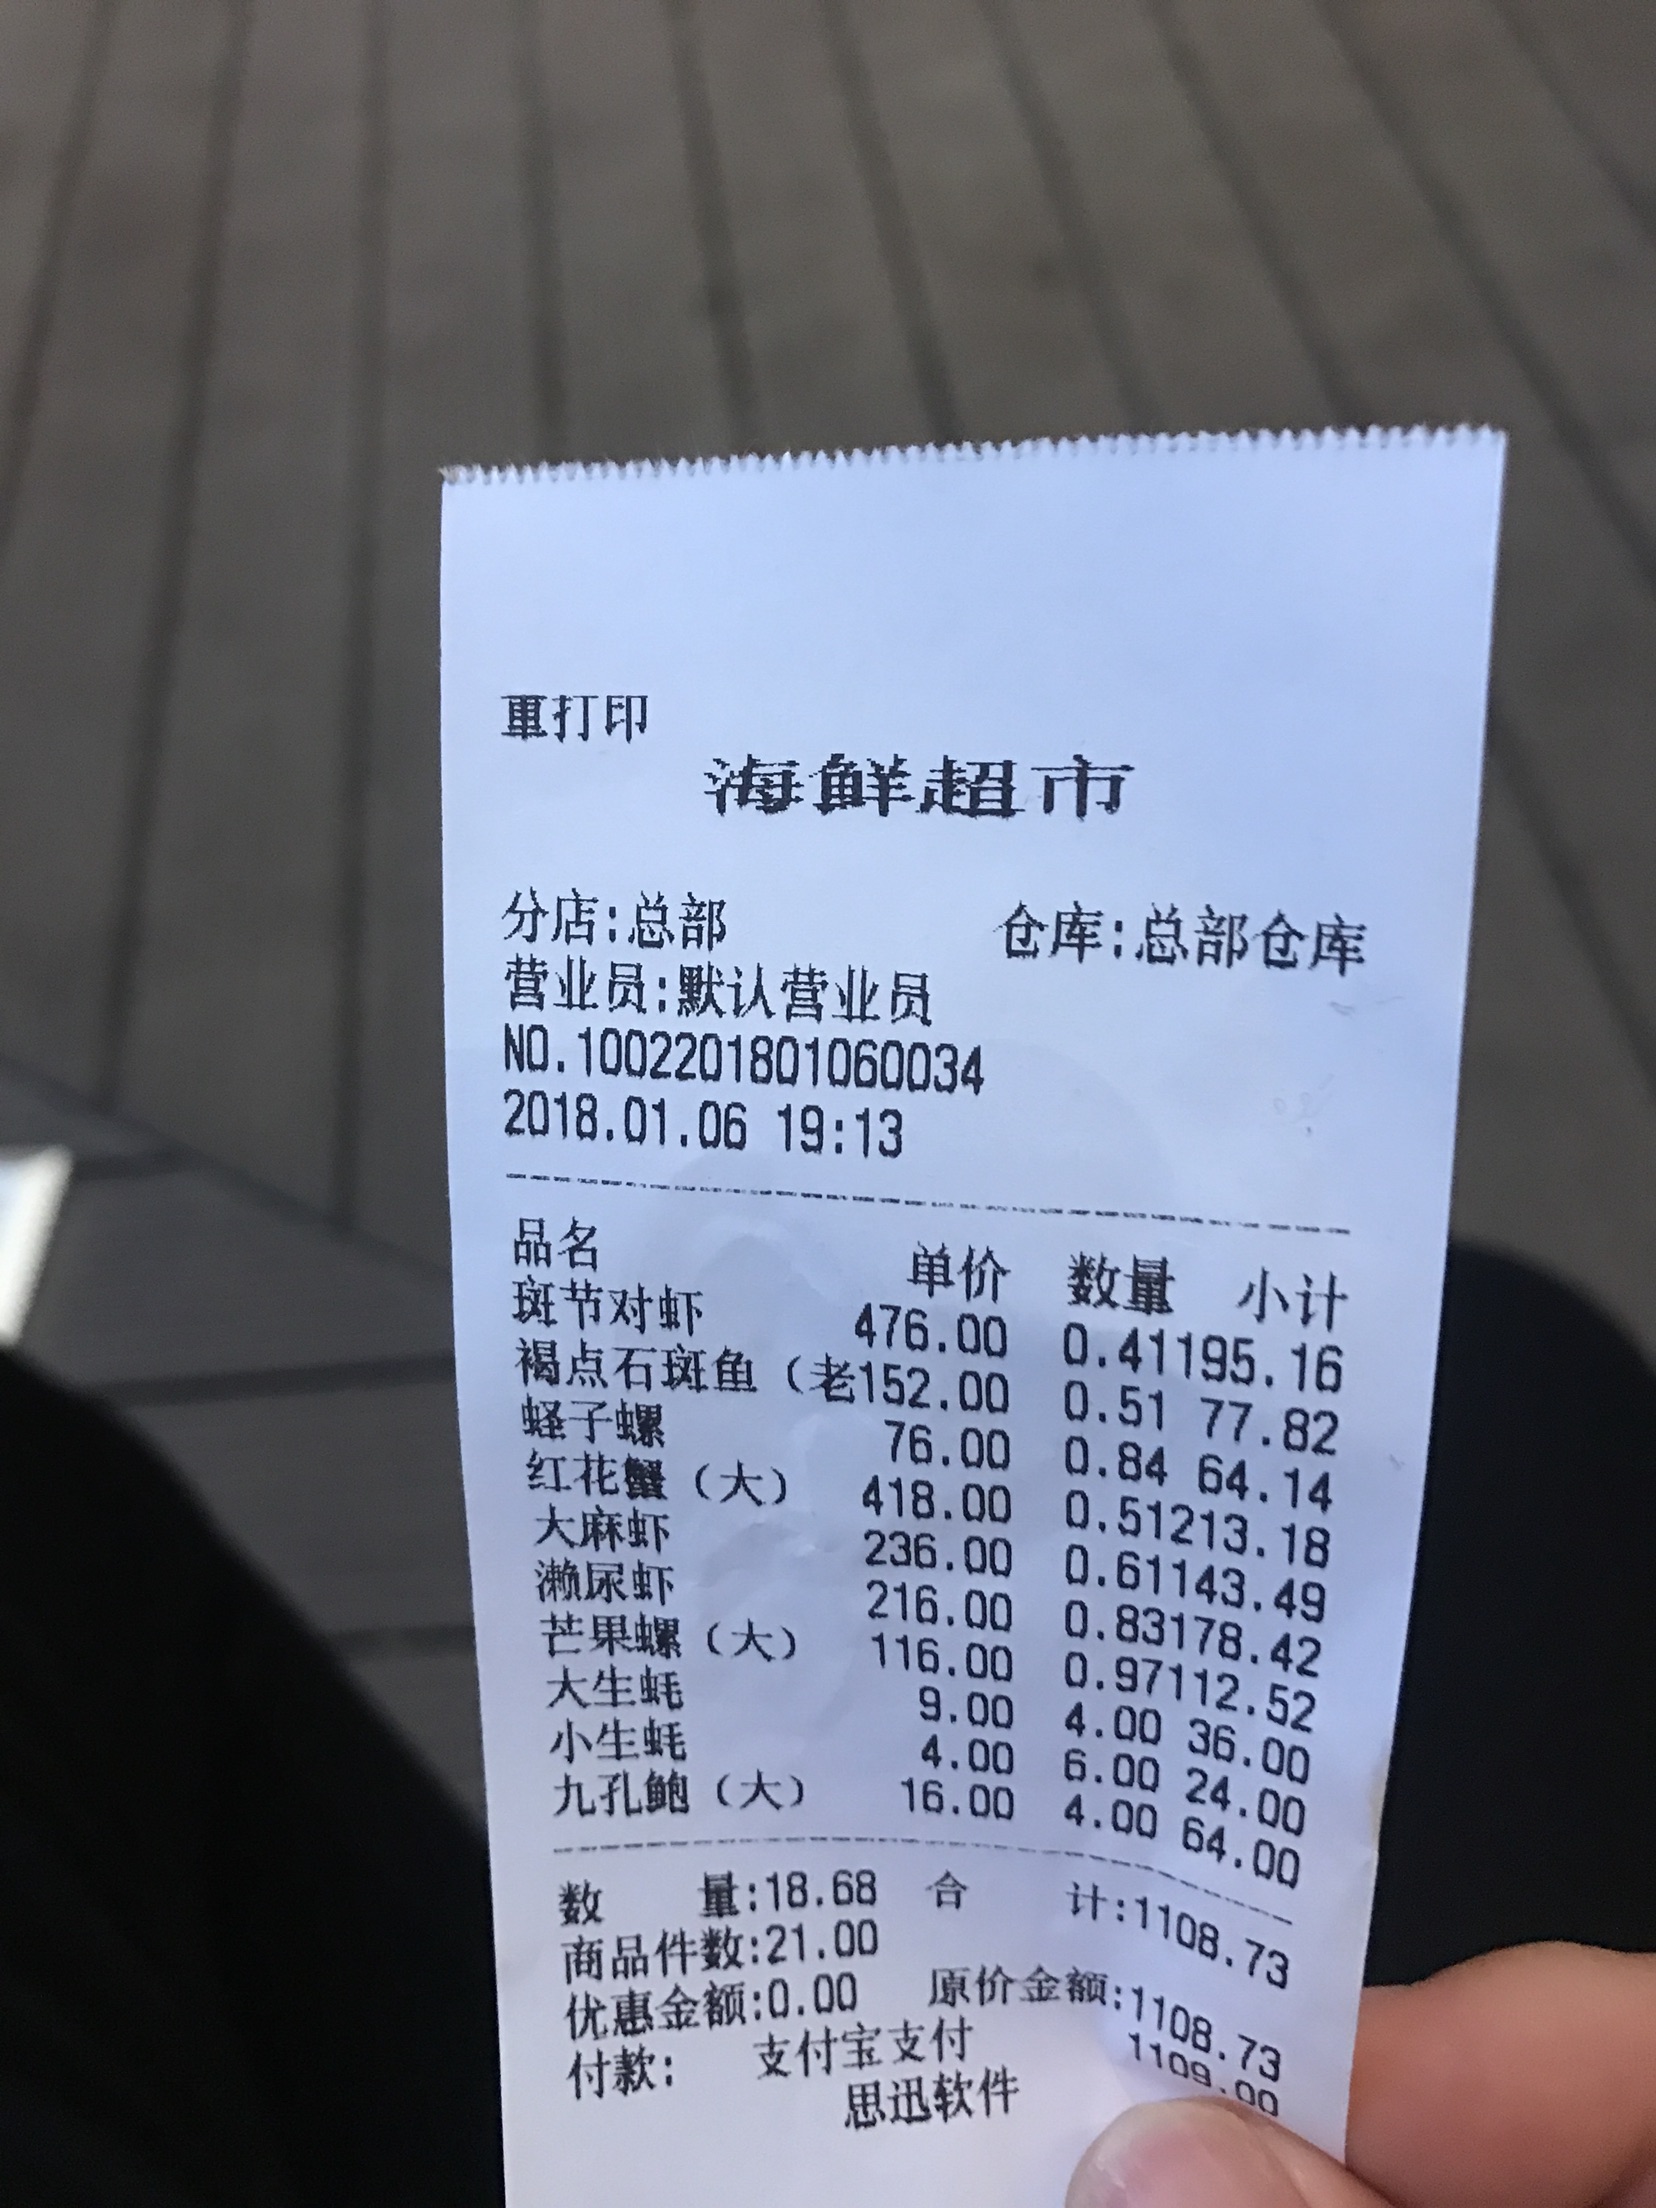 重打印
海鲜超市
分店:总部 仓库:总部仓库
营业员:默认营业员
NO.1002201801060034
2018.01.06 19:13
品名 单价 数量 小计
斑节对虾 476.00 0.41195.16
褐点石斑鱼（老152.00 0.51 77.82
蛏子螺 76.00 0.84 64.14
红花蟹（大） 418.00 0.51213.18
大麻虾 236.00 0.61143.49
濑尿虾 216.00 0.83178.42
芒果螺（大） 116.00 0.97112.52
大生蚝 9.00 4.00 36.00
小生蚝 4.00 6.00 24.00
九孔鲍（大） 16.00 4.00 64.00
数 量:18.68 合 计:1108.73
商品件数:21.00
优惠金额:0.00 原价金额:1108.73
付款: 支付宝支付 1109.00
思迅软件